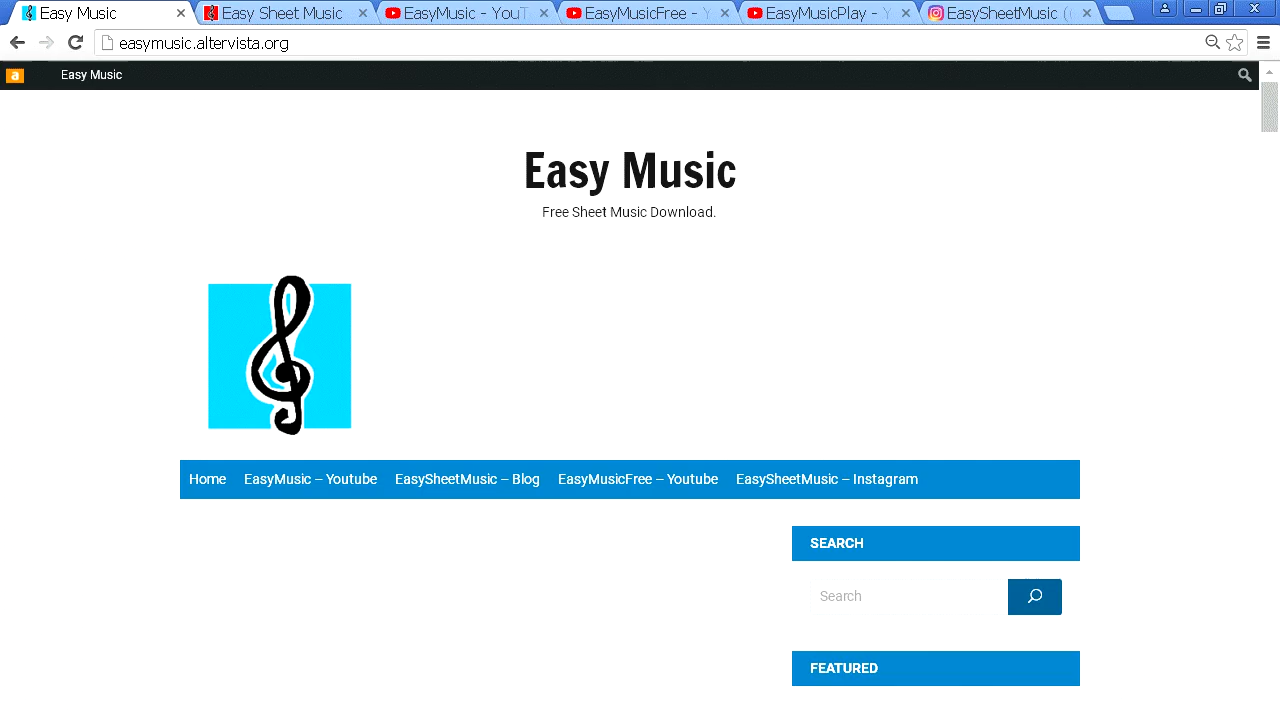 Easy Music
Easy Sheet Music
EasyMusic - YouT
EasyMusicFree - Y
EasyMusicPlay - Y
EasySheetMusic (
easymusic.altervista.org
a
Easy Music
Easy Music
Free Sheet Music Download.
Home EasyMusic – Youtube EasySheetMusic – Blog EasyMusicFree – Youtube EasySheetMusic – Instagram
SEARCH
Search
FEATURED